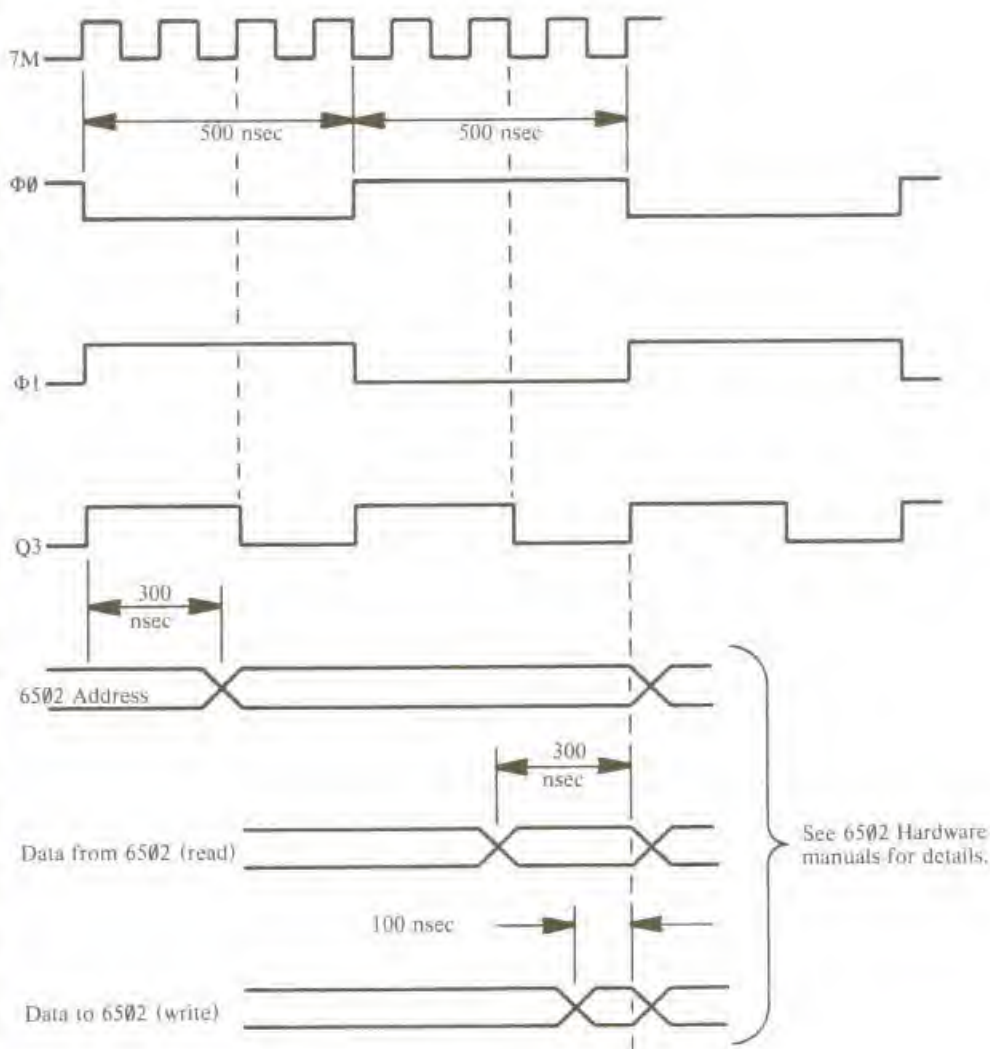 7M
500 nsec
500 nsec
Φ0
Φ1
Q3
300
nsec
6502 Address
300
nsec
Data from 6502 (read)
See 6502 Hardware
manuals for details.
100 nsec
Data to 6502 (write)